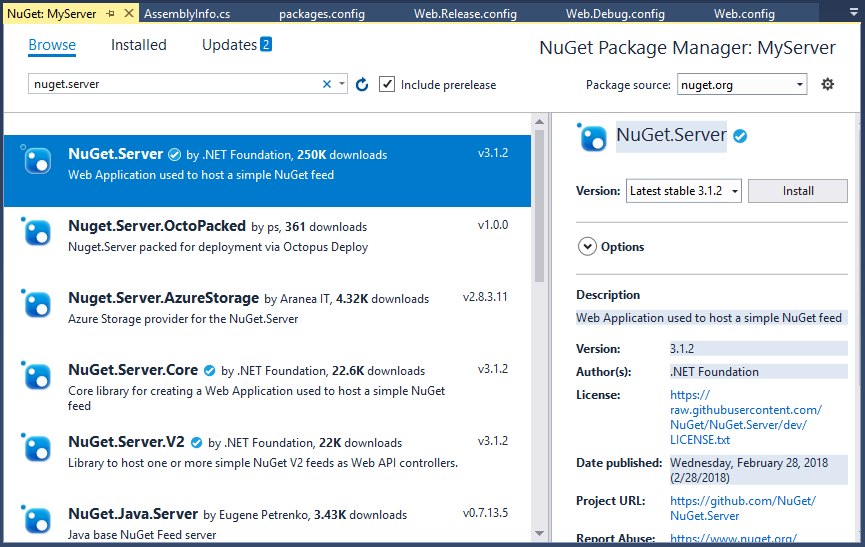 NuGet: MyServer
AssemblyInfo.cs
packages.config
Web.Release.config
Web.Debug.config
Web.config
Browse
Installed
Updates 2
NuGet Package Manager: MyServer
nuget.server
Include prerelease
Package source: nuget.org
NuGet.Server by .NET Foundation, 250K downloads v3.1.2
Web Application used to host a simple NuGet feed
Nuget.Server.OctoPacked by ps, 361 downloads v1.0.0
Nuget.Server packed for deployment via Octopus Deploy
Nuget.Server.AzureStorage by Aranea IT, 4.32K downloads v2.8.3.11
Azure Storage provider for the NuGet.Server
NuGet.Server.Core by .NET Foundation, 22.6K downloads v3.1.2
Core library for creating a Web Application used to host a simple NuGet
feed
NuGet.Server.V2 by .NET Foundation, 22K downloads v3.1.2
Library to host one or more simple NuGet V2 feeds as Web API controllers.
NuGet.Java.Server by Eugene Petrenko, 3.43K downloads v0.7.13.5
Java base NuGet Feed server
NuGet.Server
Version: Latest stable 3.1.2 Install
Options
Description
Web Application used to host a simple NuGet feed
Version: 3.1.2
Author(s): .NET Foundation
License: https://
raw.githubusercontent.com/
NuGet/NuGet.Server/dev/
LICENSE.txt
Date published: Wednesday, February 28, 2018
(2/28/2018)
Project URL: https://github.com/NuGet/
NuGet.Server
Report Abuse: https://www.nuget.org/